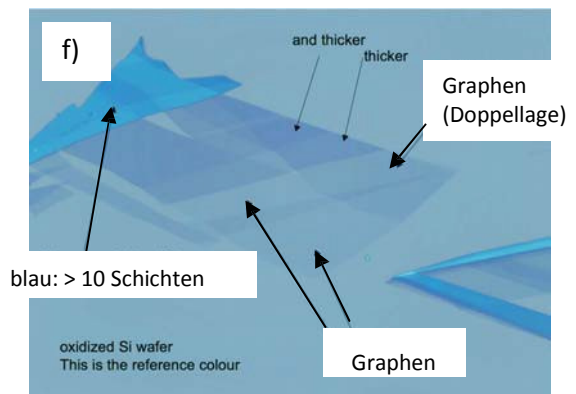 f)
and thicker
thicker
Graphen
(Doppellage)
blau: > 10 Schichten
oxidized Si wafer
This is the reference colour
Graphen